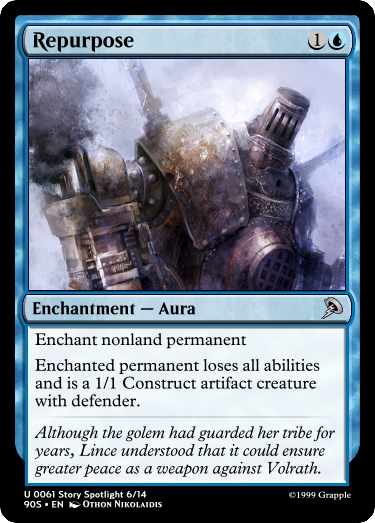 Repurpose 1
Enchantment — Aura
Enchant nonland permanent
Enchanted permanent loses all abilities
and is a 1/1 Construct artifact creature
with defender.
Although the golem had guarded her tribe for
years, Lince understood that it could ensure
greater peace as a weapon against Volrath.
U 0061 Story Spotlight 6/14
90S • EN Othon Nikolaidis
©1999 Grapple